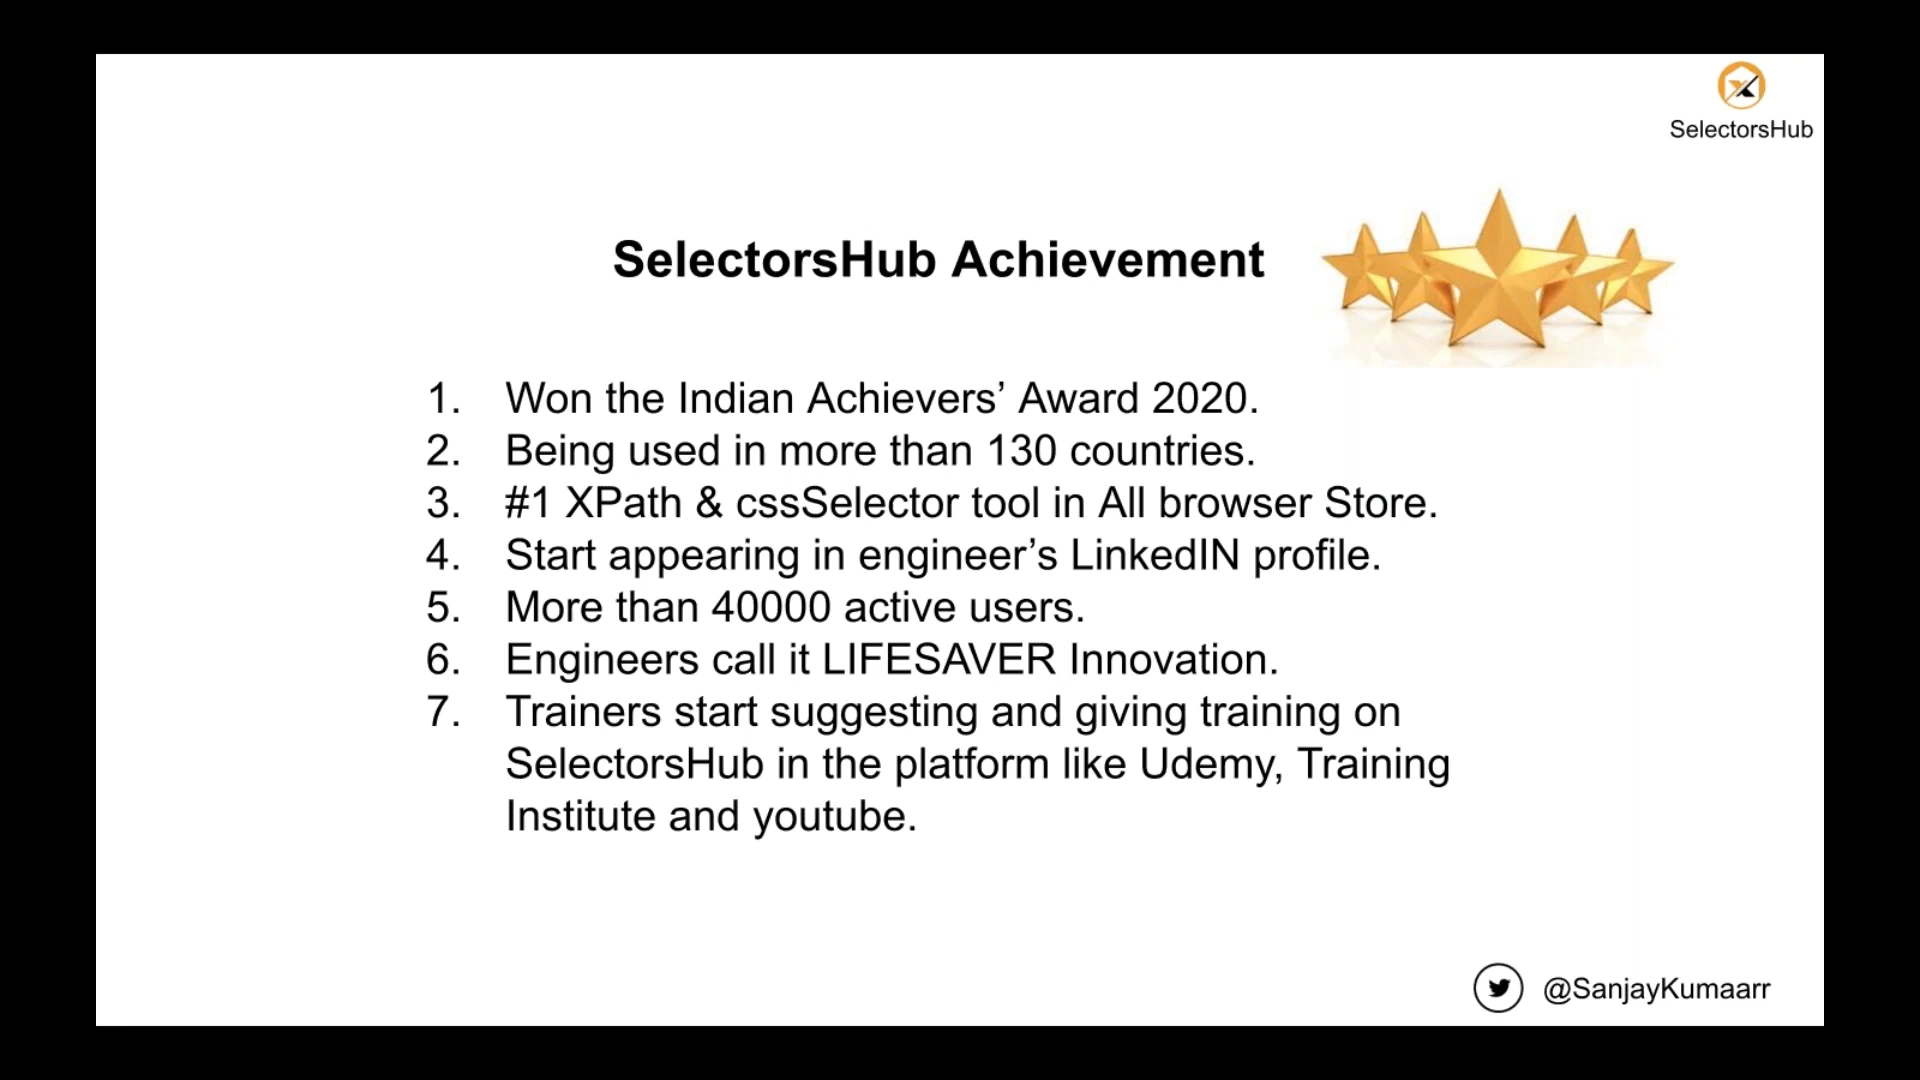 SelectorsHub
SelectorsHub Achievement
1. Won the Indian Achievers’ Award 2020.
2. Being used in more than 130 countries.
3. #1 XPath & cssSelector tool in All browser Store.
4. Start appearing in engineer’s LinkedIN profile.
5. More than 40000 active users.
6. Engineers call it LIFESAVER Innovation.
7. Trainers start suggesting and giving training on
SelectorsHub in the platform like Udemy, Training
Institute and youtube.
@SanjayKumaarr